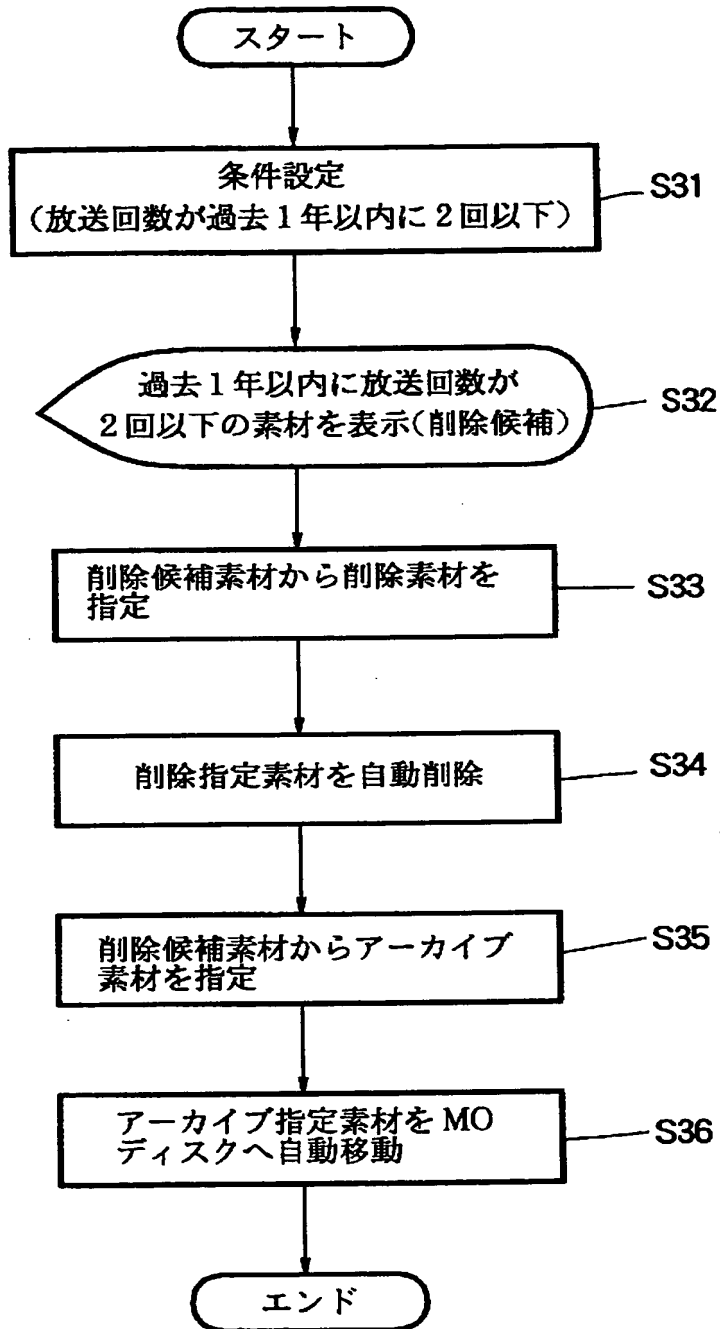 スタート
条件設定
（放送回数が過去１年以内に２回以下）
S31
過去１年以内に放送回数が
２回以下の素材を表示（削除候補）
S32
削除候補素材から削除素材を
指定
S33
削除指定素材を自動削除
S34
削除候補素材からアーカイブ
素材を指定
S35
アーカイブ指定素材をMO
ディスクへ自動移動
S36
エンド